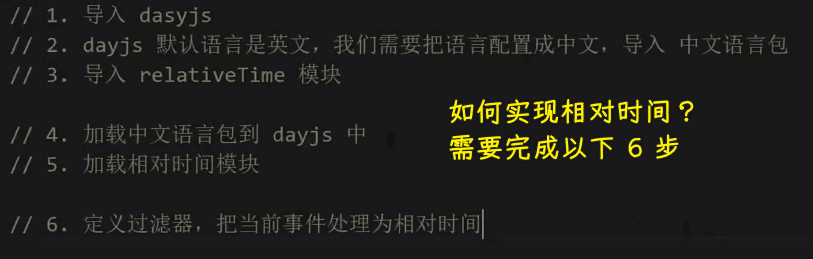 // 1. 导入 dasyjs
// 2. dayjs 默认语言是英文，我们需要把语言配置成中文，导入 中文语言包
// 3. 导入 relativeTime 模块
如何实现相对时间？
需要完成以下 6 步
// 4. 加载中文语言包到 dayjs 中
// 5. 加载相对时间模块
// 6. 定义过滤器，把当前事件处理为相对时间